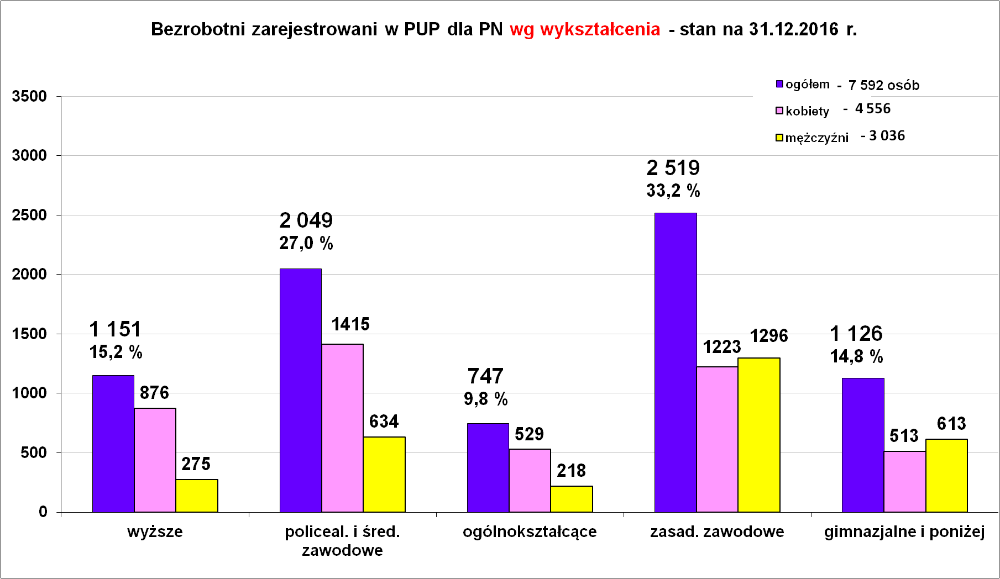 Bezrobotni zarejestrowani w PUP dla PN wg wykształcenia - stan na 31.12.2016 r.
ogółem - 7 592 osób
kobiety - 4 556
mężczyźni - 3 036
3500
3000
2500
2000
1500
1000
500
0
1 151
15,2 %
876
275
2 049
27,0 %
1415
634
747
9,8 %
529
218
2 519
33,2 %
1223
1296
1 126
14,8 %
513
613
wyższe
policeal. i śred.
zawodowe
ogólnokształcące
zasad. zawodowe
gimnazjalne i poniżej